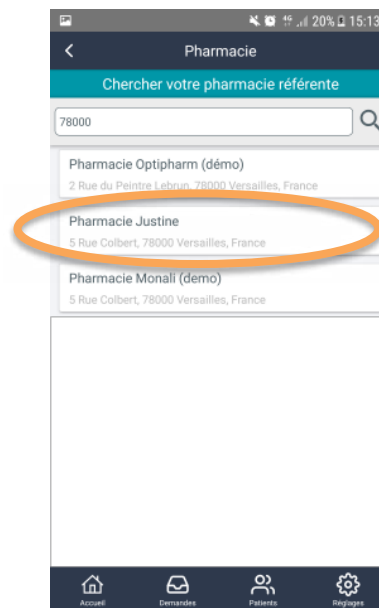 4G 20% 15:13
Pharmacie
Chercher votre pharmacie référente
78000
Pharmacie Optipharm (démo)
2 Rue du Peintre Lebrun, 78000 Versailles, France
Pharmacie Justine
5 Rue Colbert, 78000 Versailles, France
Pharmacie Monali (demo)
5 Rue Colbert, 78000 Versailles, France
Accueil Demandes Patients Réglages